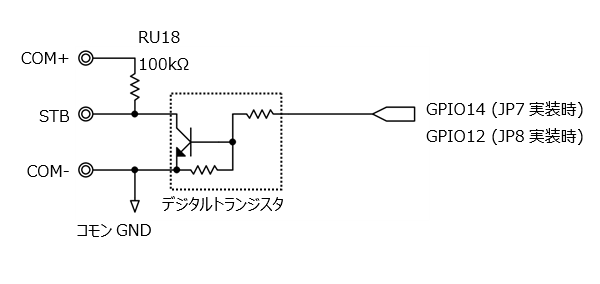 RU18
COM+
100kΩ
STB
GPIO14 (JP7 実装時)
GPIO12 (JP8 実装時)
COM-
デジタルトランジスタ
コモン GND